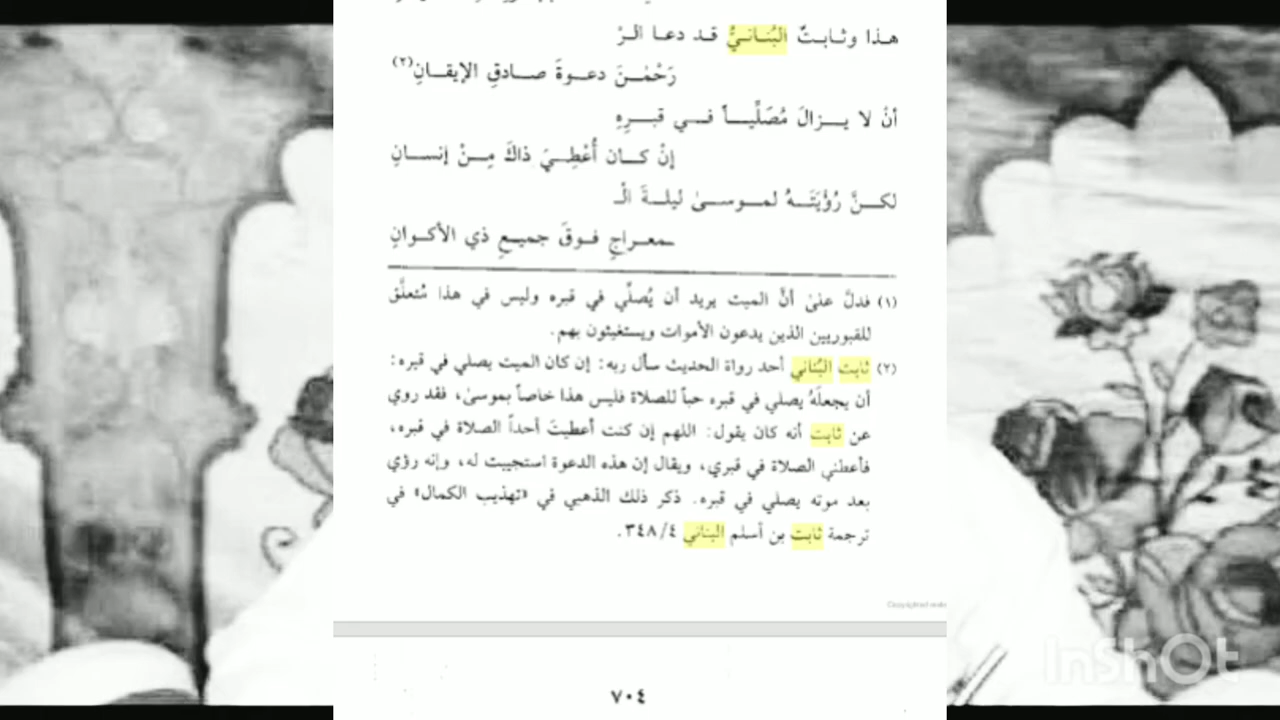 هذا وثابتٌ البُنانيُّ قد دعا الرْ
رَحْمٰنَ دعوةَ صادقِ الإيقانِ(٢)
أنْ لا يزالَ مُصَلِّياً في قبرِهِ
إنْ كان أُعْطِيَ ذاكَ مِنْ إنسانِ
لكنَّ رُؤْيَتَهُ لموسىٰ ليلةَ الْـ
ـمعراجِ فوقَ جميعِ ذي الأكوانِ
(١) فدلَّ علىٰ أنَّ الميت يريد أن يُصلِّي في قبره وليس في هذا مُتعلَّق
للقبوريين الذين يدعون الأموات ويستغيثون بهم.
(٢) ثابت البُناني أحد رواة الحديث سأل ربه: إن كان الميت يصلي في قبره:
أن يجعلَهُ يصلي في قبره حباً للصلاة فليس هذا خاصاً بموسىٰ، فقد روي
عن ثابت أنه كان يقول: اللهم إن كنت أعطيتَ أحداً الصلاة في قبره،
فأعطني الصلاة في قبري، ويقال إن هذه الدعوة استجيبت له، وإنه رؤي
بعد موته يصلي في قبره. ذكر ذلك الذهبي في «تهذيب الكمال» في
ترجمة ثابت بن أسلم البناني ٣٤٨/٤.
٧٠٤
InShOt